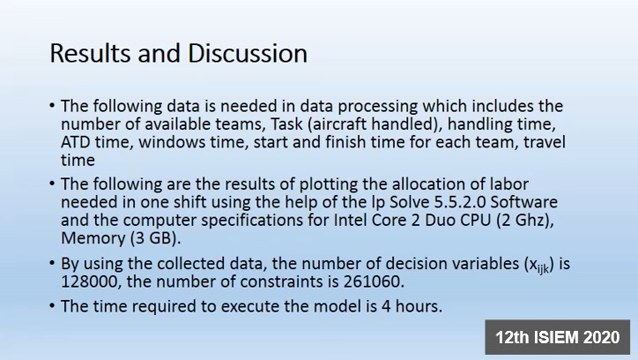 Results and Discussion
• The following data is needed in data processing which includes the
number of available teams, Task (aircraft handled), handling time,
ATD time, windows time, start and finish time for each team, travel
time
• The following are the results of plotting the allocation of labor
needed in one shift using the help of the lp Solve 5.5.2.0 Software
and the computer specifications for Intel Core 2 Duo CPU (2 Ghz),
Memory (3 GB).
• By using the collected data, the number of decision variables (xijk) is
128000, the number of constraints is 261060.
• The time required to execute the model is 4 hours.
12th ISIEM 2020